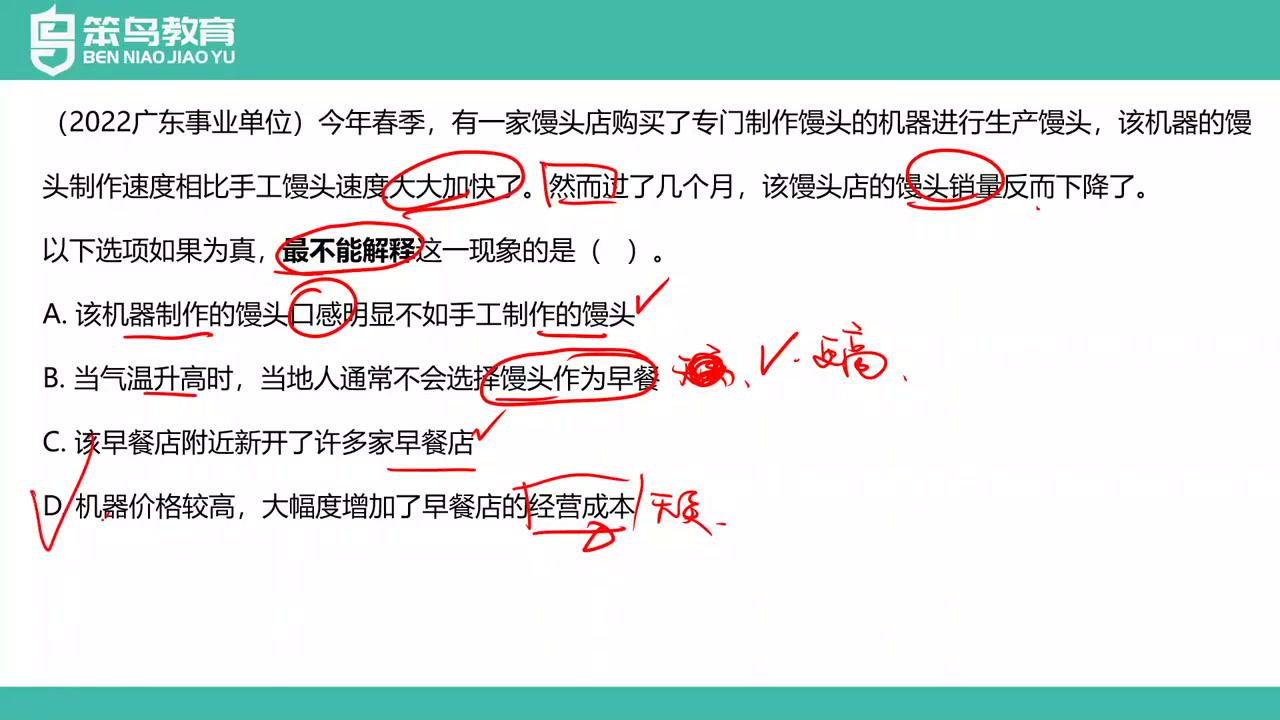 笨鸟教育
BEN NIAO JIAO YU
（2022广东事业单位）今年春季，有一家馒头店购买了专门制作馒头的机器进行生产馒头，该机器的馒
头制作速度相比手工馒头速度大大加快了。然而过了几个月，该馒头店的馒头销量反而下降了。
以下选项如果为真，最不能解释这一现象的是（ ）。
A. 该机器制作的馒头口感明显不如手工制作的馒头
B. 当气温升高时，当地人通常不会选择馒头作为早餐
C. 该早餐店附近新开了许多家早餐店
D. 机器价格较高，大幅度增加了早餐店的经营成本